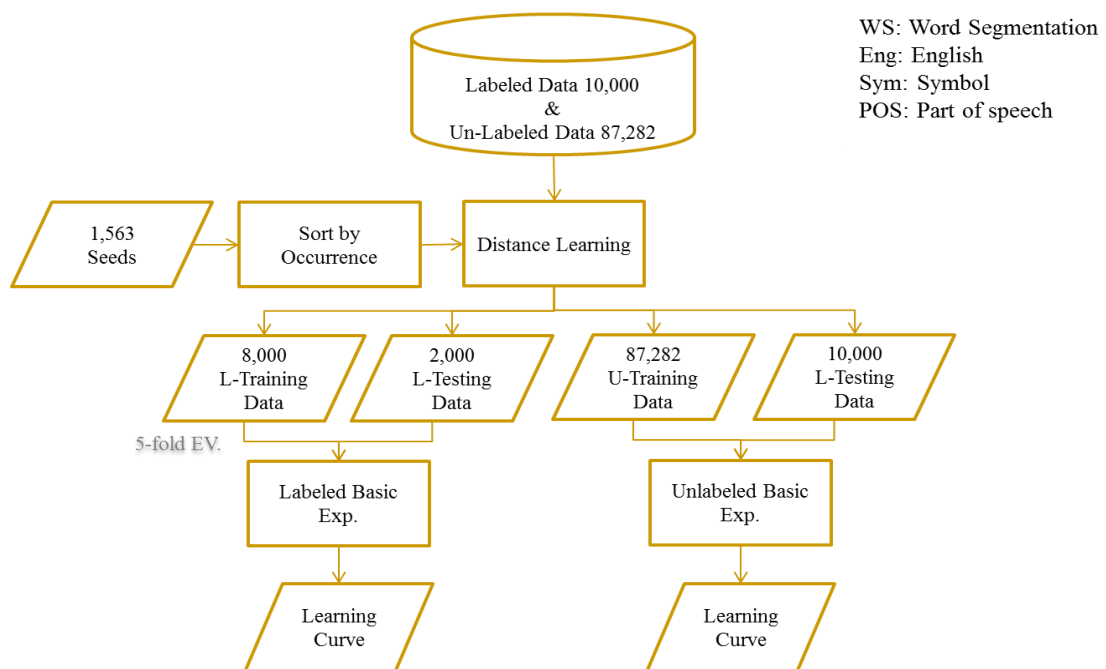 Labeled Data 10,000
&
Un-Labeled Data 87,282
WS: Word Segmentation
Eng: English
Sym: Symbol
POS: Part of speech
1,563
Seeds
Sort by
Occurrence
Distance Learning
8,000
L-Training
Data
2,000
L-Testing
Data
87,282
U-Training
Data
10,000
L-Testing
Data
5-fold EV.
Labeled Basic
Exp.
Unlabeled Basic
Exp.
Learning
Curve
Learning
Curve